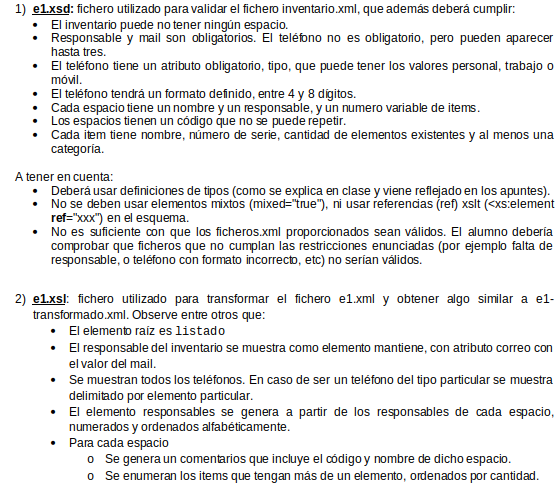 1) e1.xsd: fichero utilizado para validar el fichero inventario.xml, que además deberá cumplir:
• El inventario puede no tener ningún espacio.
• Responsable y mail son obligatorios. El teléfono no es obligatorio, pero pueden aparecer
hasta tres.
• El teléfono tiene un atributo obligatorio, tipo, que puede tener los valores personal, trabajo o
móvil.
• El teléfono tendrá un formato definido, entre 4 y 8 dígitos.
• Cada espacio tiene un nombre y un responsable, y un numero variable de items.
• Los espacios tienen un código que no se puede repetir.
• Cada item tiene nombre, número de serie, cantidad de elementos existentes y al menos una
categoría.
A tener en cuenta:
• Deberá usar definiciones de tipos (como se explica en clase y viene reflejado en los apuntes).
• No se deben usar elementos mixtos (mixed="true"), ni usar referencias (ref) xslt (<xs:element
ref="xxx") en el esquema.
• No es suficiente con que los ficheros.xml proporcionados sean válidos. El alumno debería
comprobar que ficheros que no cumplan las restricciones enunciadas (por ejemplo falta de
responsable, o teléfono con formato incorrecto, etc) no serían válidos.
2) e1.xsl: fichero utilizado para transformar el fichero e1.xml y obtener algo similar a e1-
transformado.xml. Observe entre otros que:
• El elemento raíz es listado
• El responsable del inventario se muestra como elemento mantiene, con atributo correo con
el valor del mail.
• Se muestran todos los teléfonos. En caso de ser un teléfono del tipo particular se muestra
delimitado por elemento particular.
• El elemento responsables se genera a partir de los responsables de cada espacio,
numerados y ordenados alfabéticamente.
• Para cada espacio
o Se genera un comentarios que incluye el código y nombre de dicho espacio.
o Se enumeran los items que tengan más de un elemento, ordenados por cantidad.